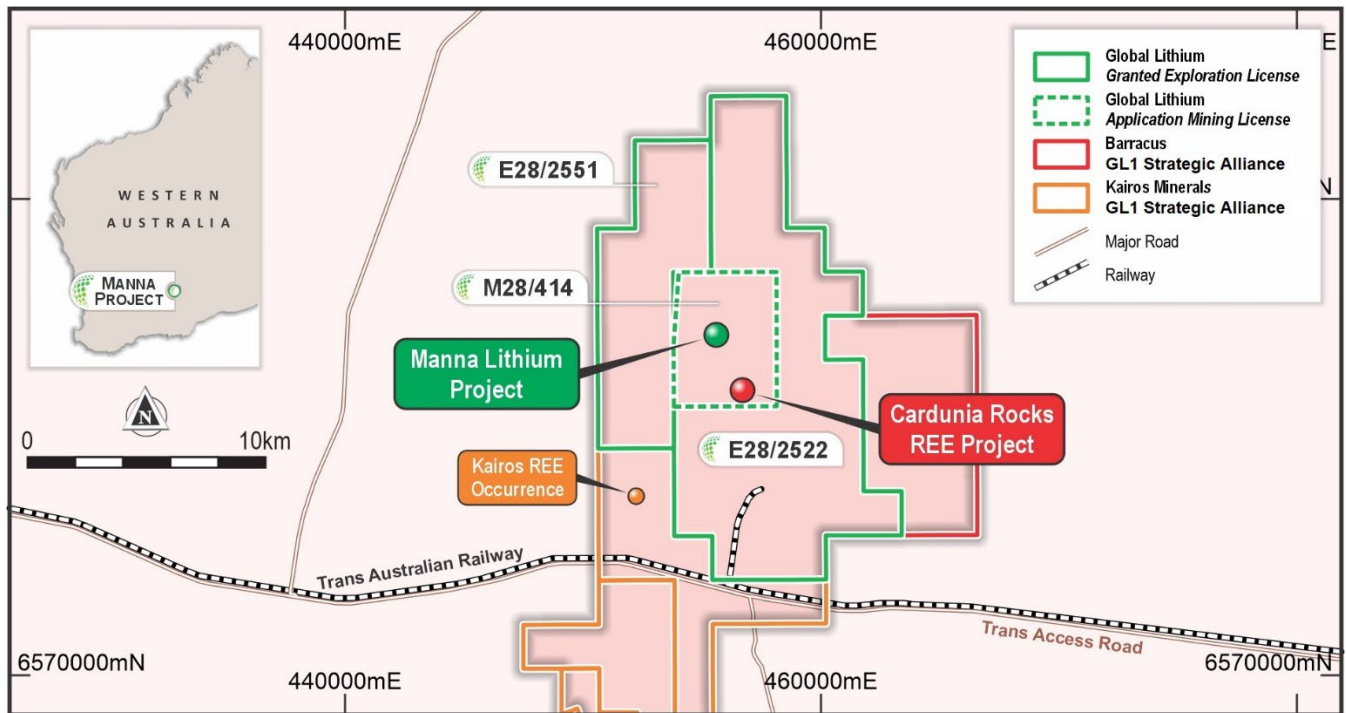 440000mE
460000mE
E
WESTERN
AUSTRALIA
MANNA
PROJECT
N
0
10km
Global Lithium
Granted Exploration License
Global Lithium
Application Mining License
Barracus
GL1 Strategic Alliance
Kairos Minerals
GL1 Strategic Alliance
Major Road
Railway
N
E28/2551
M28/414
Manna Lithium
Project
Cardunia Rocks
REE Project
E28/2522
Kairos REE
Occurrence
Trans Australian Railway
Trans Access Road
6570000mN
6570000mN
440000mE
460000mE